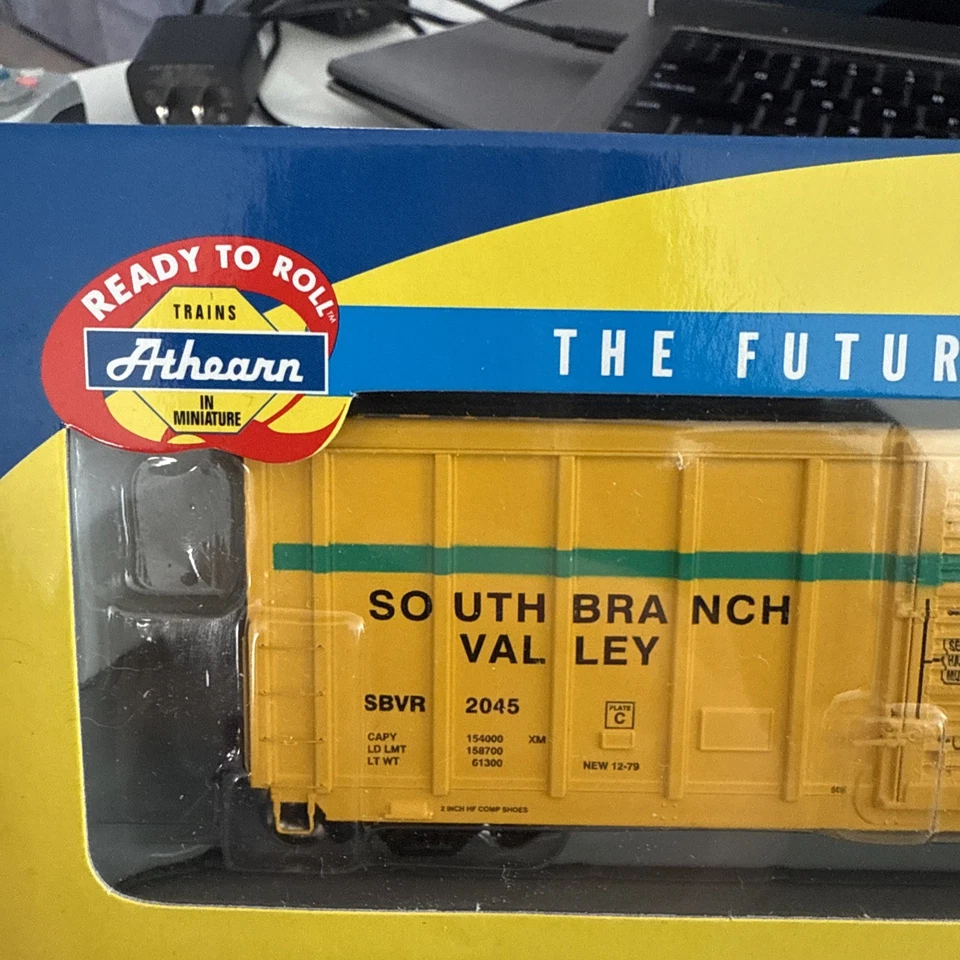 READY TO ROLL™
TRAINS
Athearn
IN
MINIATURE
THE FUTUR
SOUTH BRANCH
VALLEY
SBVR 2045
PLATE
C
CAPY 154000 XM
LD LMT 158700
LT WT 61300
NEW 12-79
2 INCH HF COMP SHOES